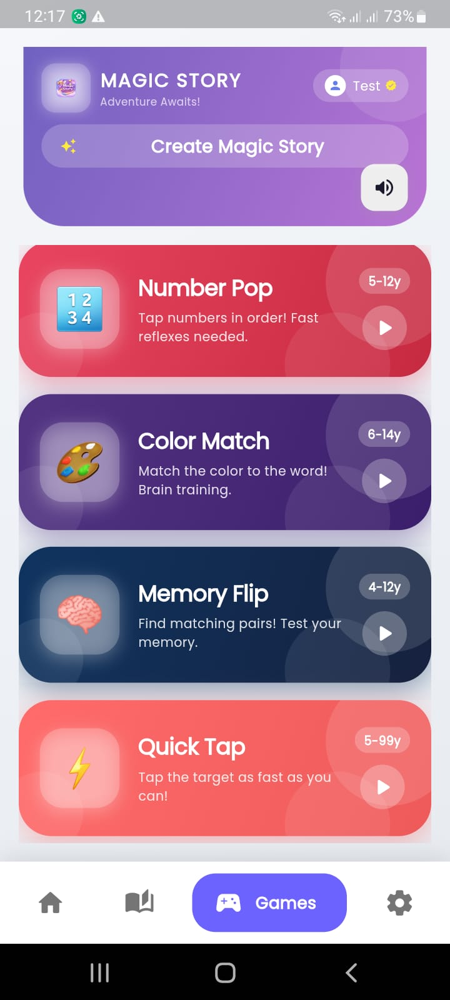 12:17
73%
MAGIC STORY
Adventure Awaits!
Test
Create Magic Story
1 2
3 4
Number Pop
Tap numbers in order! Fast
reflexes needed.
5-12y
Color Match
Match the color to the word!
Brain training.
6-14y
Memory Flip
Find matching pairs! Test your
memory.
4-12y
Quick Tap
Tap the target as fast as you
can!
5-99y
Games